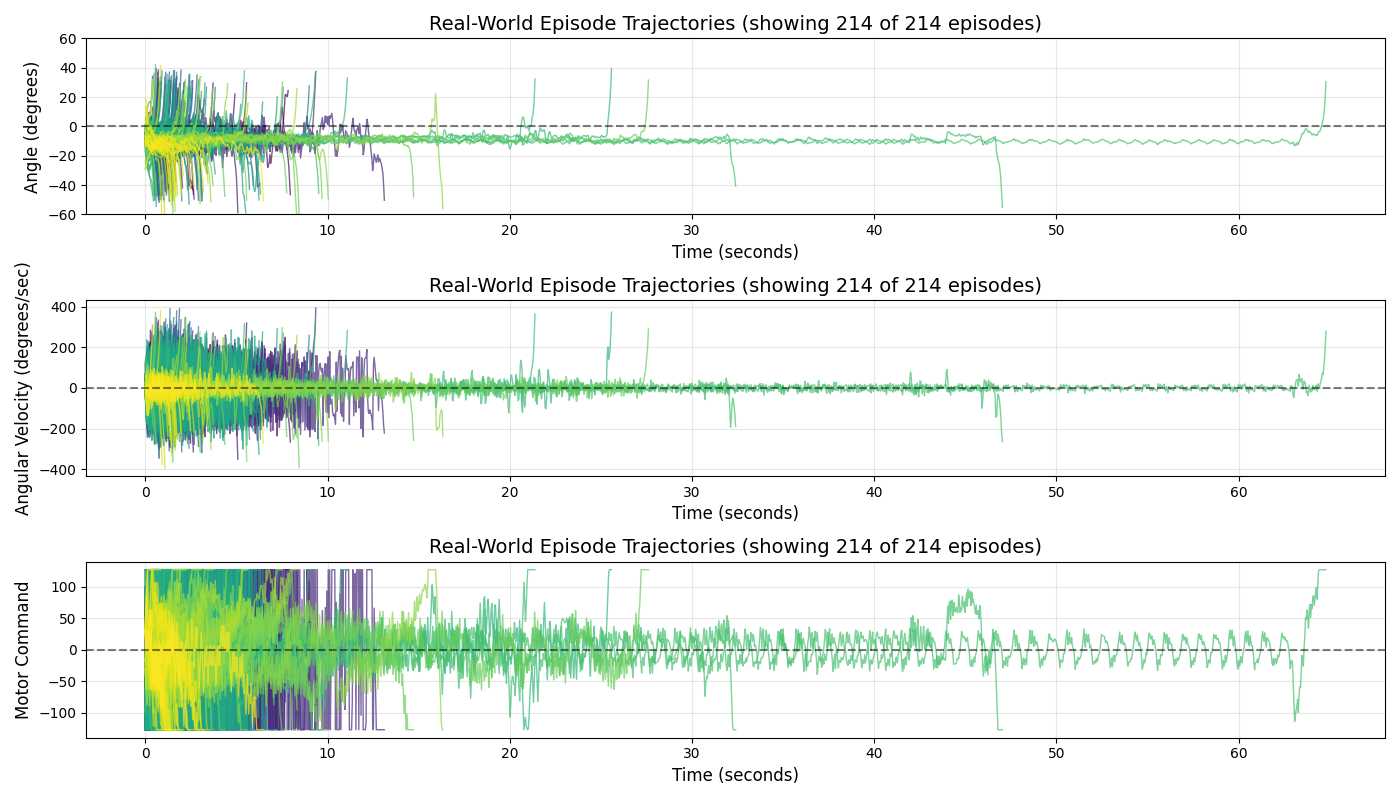 Real-World Episode Trajectories (showing 214 of 214 episodes)
Angle (degrees)
60
40
20
0
−20
−40
−60
0 10 20 30 40 50 60
Time (seconds)
Real-World Episode Trajectories (showing 214 of 214 episodes)
Angular Velocity (degrees/sec)
400
200
0
−200
−400
0 10 20 30 40 50 60
Time (seconds)
Real-World Episode Trajectories (showing 214 of 214 episodes)
Motor Command
100
50
0
−50
−100
0 10 20 30 40 50 60
Time (seconds)